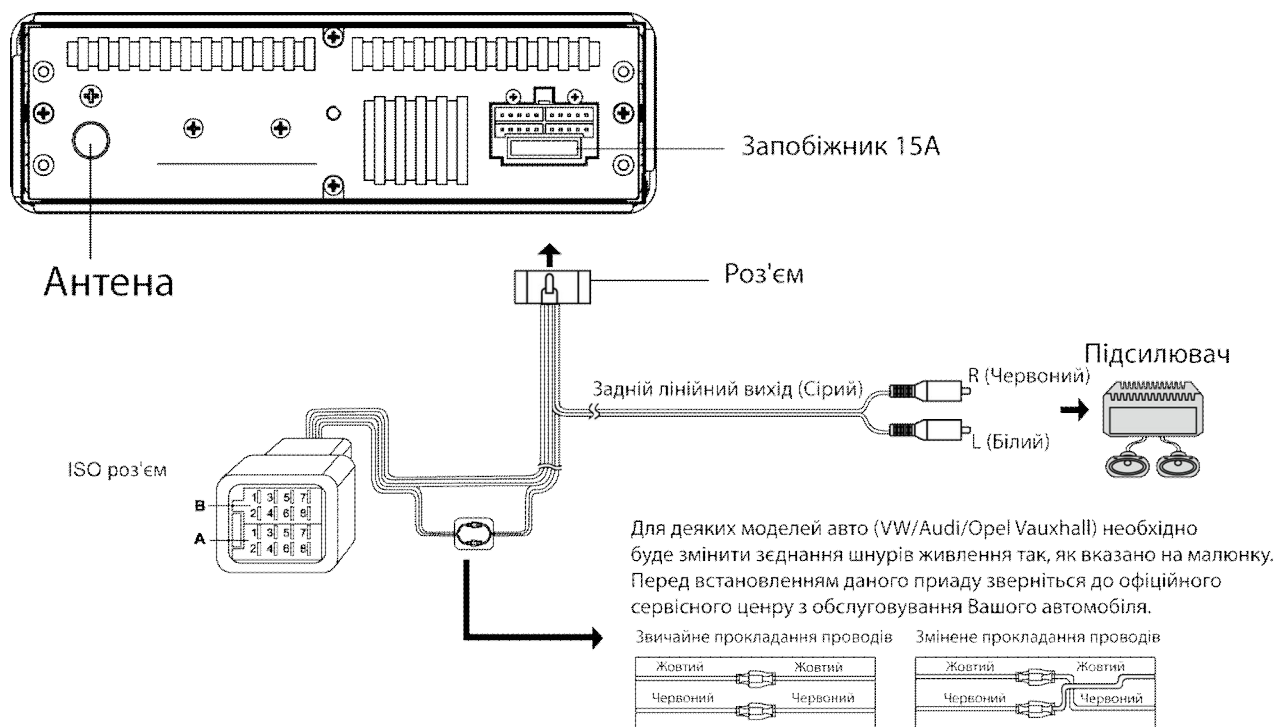 Запобіжник 15А
Антена
Роз'єм
Підсилювач
Задній лінійний вихід (Сірий)
R (Червоний)
L (Білий)
ISO роз'єм
B
1 3 5 7
2 4 6 8
A
1 3 5 7
2 4 6 8
Для деяких моделей авто (VW/Audi/Opel Vauxhall) необхідно
буде змінити зєднання шнурів живлення так, як вказано на малюнку.
Перед встановленням даного приаду зверніться до офіційного
сервісного ценру з обслуговування Вашого автомобіля.
Звичайне прокладання проводів
Змінене прокладання проводів
Жовтий Жовтий
Червоний Червоний
Жовтий Жовтий
Червоний Червоний